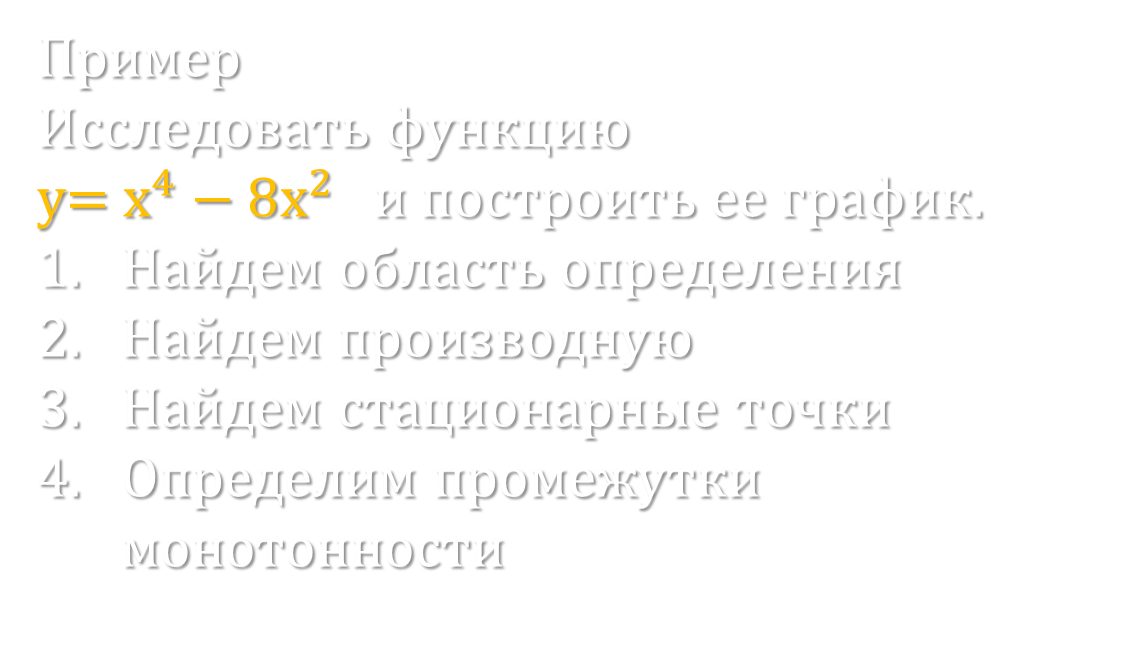 Пример
Исследовать функцию
y= x⁴ − 8x² и построить ее график.
1. Найдем область определения
2. Найдем производную
3. Найдем стационарные точки
4. Определим промежутки
монотонности